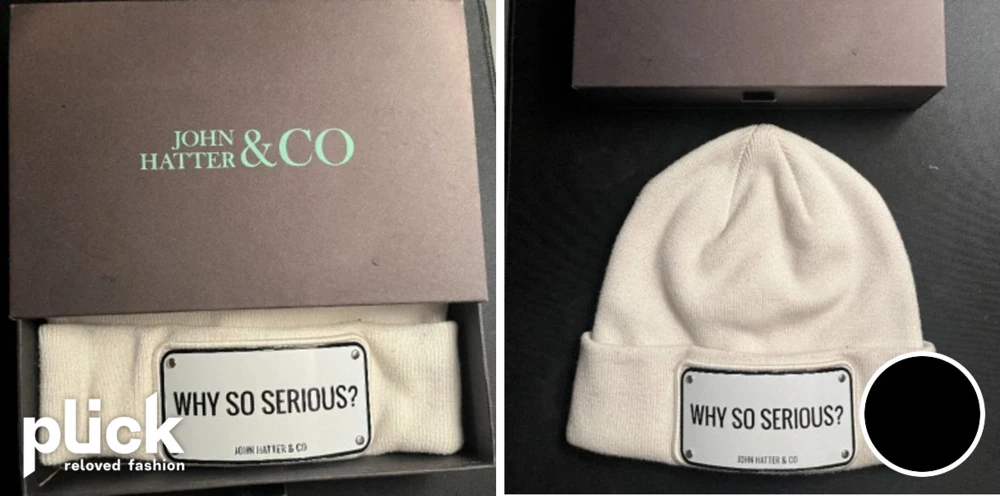 JOHN
HATTER &CO
WHY SO SERIOUS?
JOHN HATTER & CO
plick
reloved fashion
WHY SO SERIOUS?
JOHN HATTER & CO